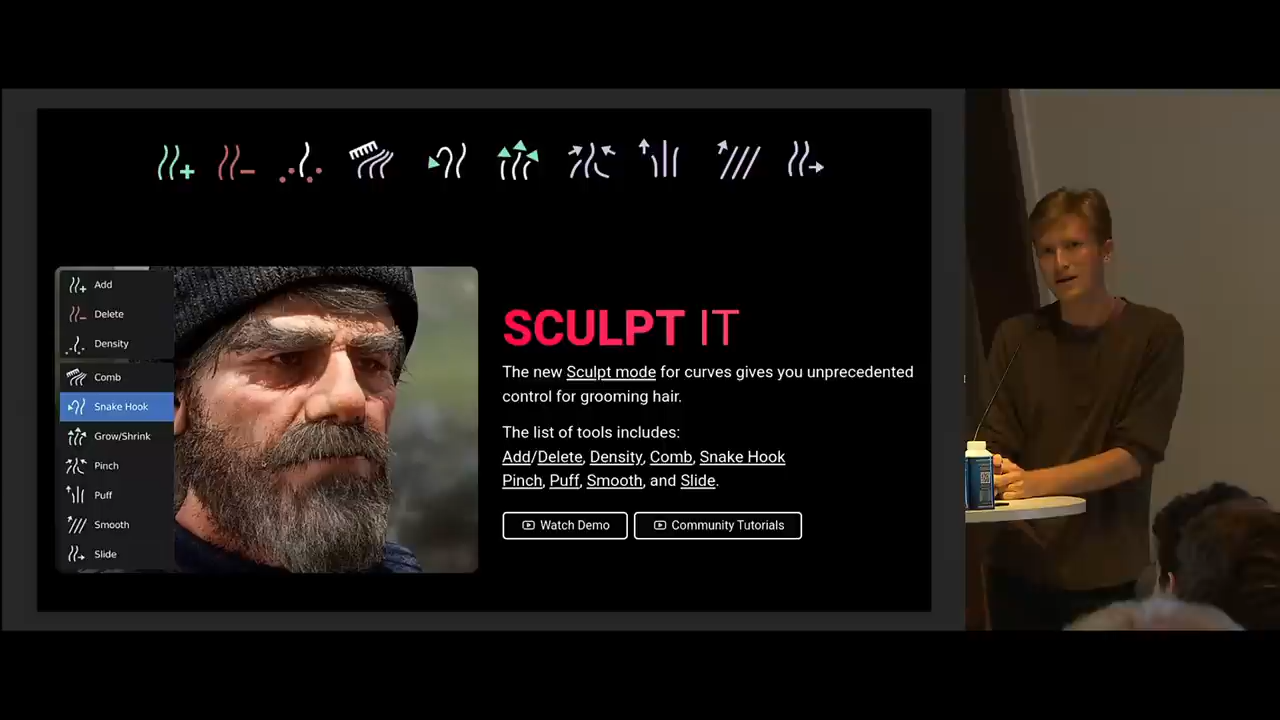 Add
Delete
Density
Comb
Snake Hook
Grow/Shrink
Pinch
Puff
Smooth
Slide
SCULPT IT
The new Sculpt mode for curves gives you unprecedented
control for grooming hair.
The list of tools includes:
Add/Delete, Density, Comb, Snake Hook
Pinch, Puff, Smooth, and Slide.
Watch Demo
Community Tutorials